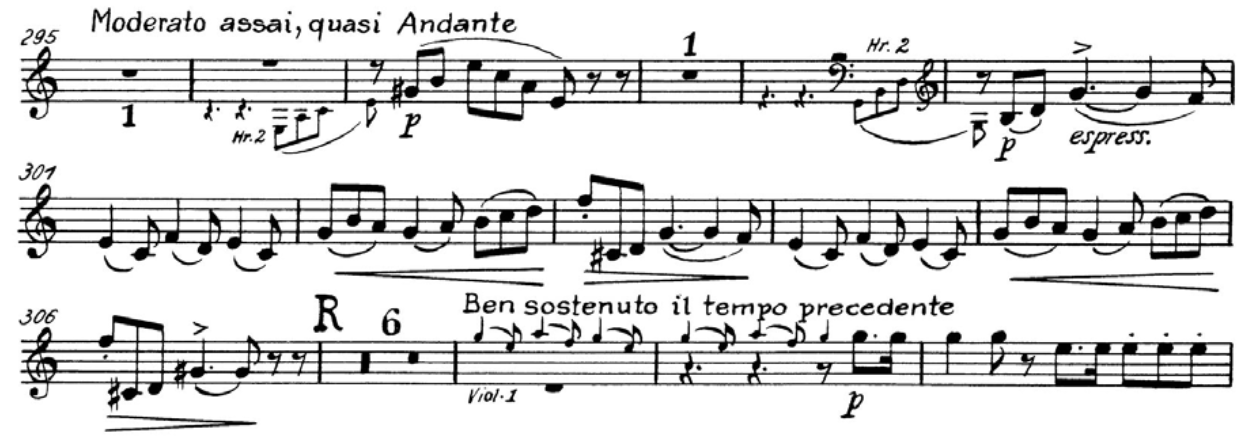 Moderato assai, quasi Andante
295
1
1
Hr. 2
Hr. 2
p
p
espress.
301
306
R
6
Ben sostenuto il tempo precedente
Viol. 1
p